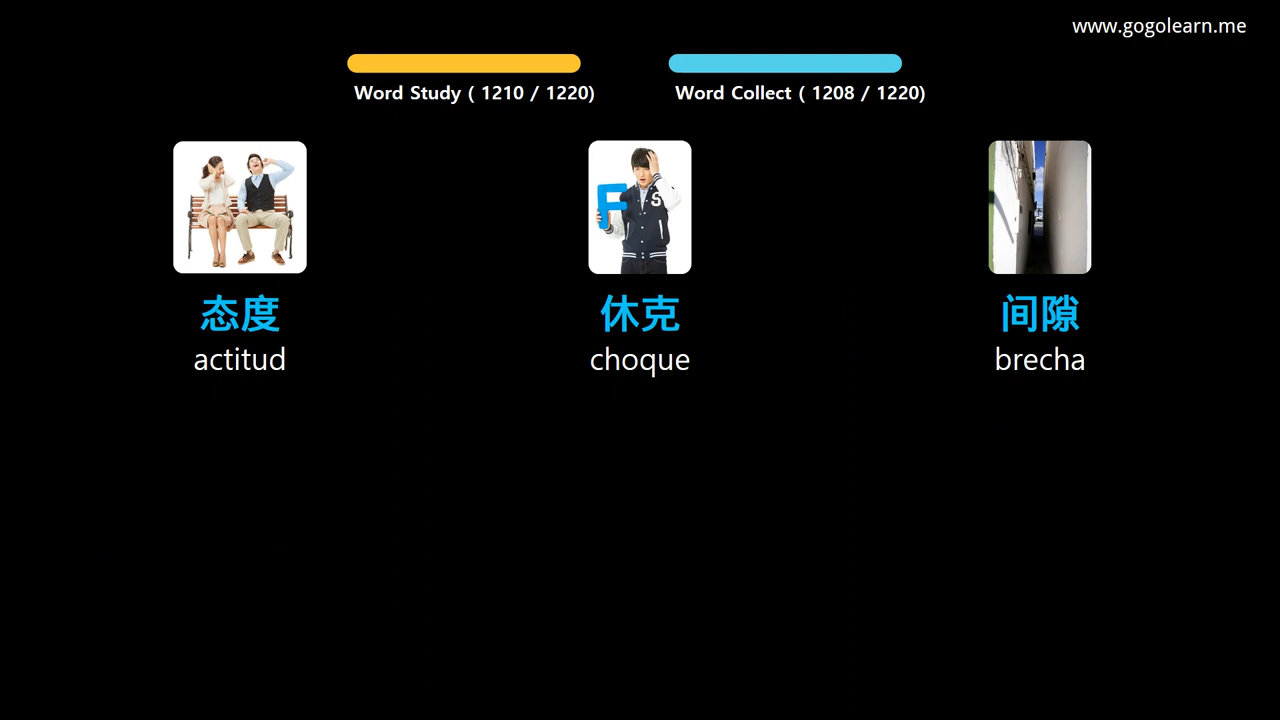 www.gogolearn.me
Word Study ( 1210 / 1220)
Word Collect ( 1208 / 1220)
F
S
态度
休克
间隙
actitud
choque
brecha